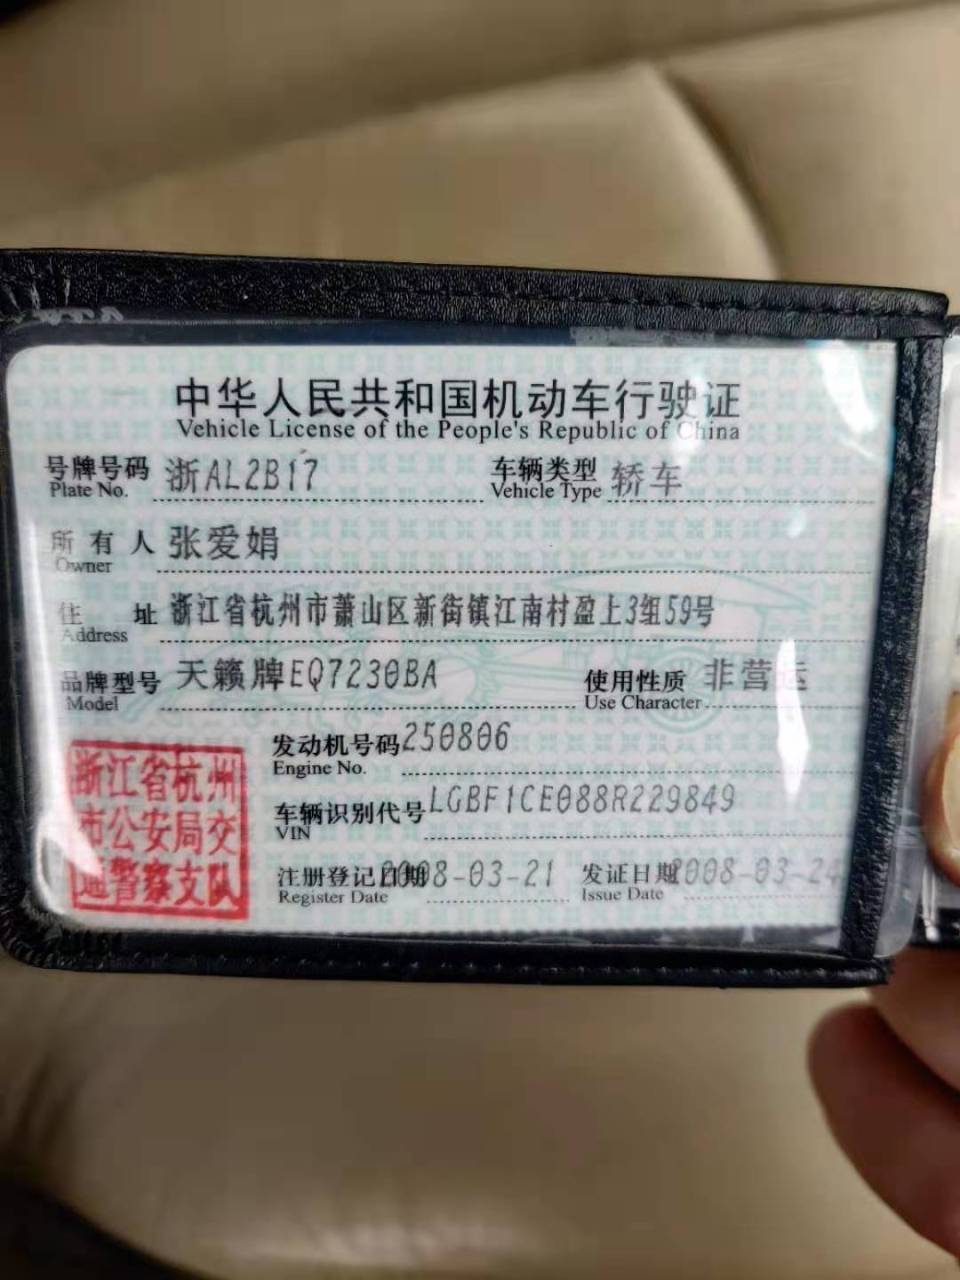 中华人民共和国机动车行驶证
Vehicle License of the People's Republic of China
号牌号码 浙AL2B17 车辆类型 轿车
Plate No. Vehicle Type
所有人 张爱娟
Owner
住址 浙江省杭州市萧山区新街镇江南村盈上3组59号
Address
品牌型号 天籁牌EQ7230BA 使用性质 非营运
Model Use Character
发动机号码 250806
Engine No.
车辆识别代号 LGBF1CE088R229849
VIN
注册登记日期 2008-03-21 发证日期 2008-03-24
Register Date Issue Date
浙江省杭州
市公安局交
通警察支队